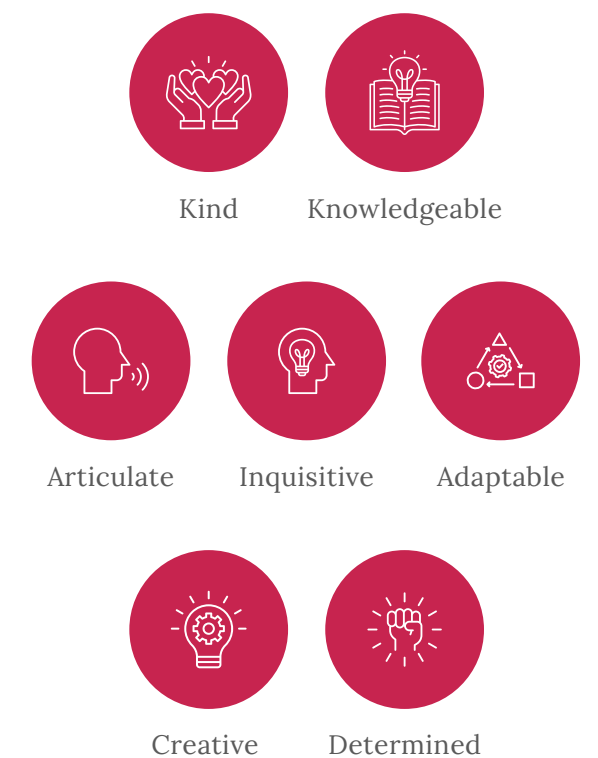 Kind
Knowledgeable
Articulate
Inquisitive
Adaptable
Creative
Determined